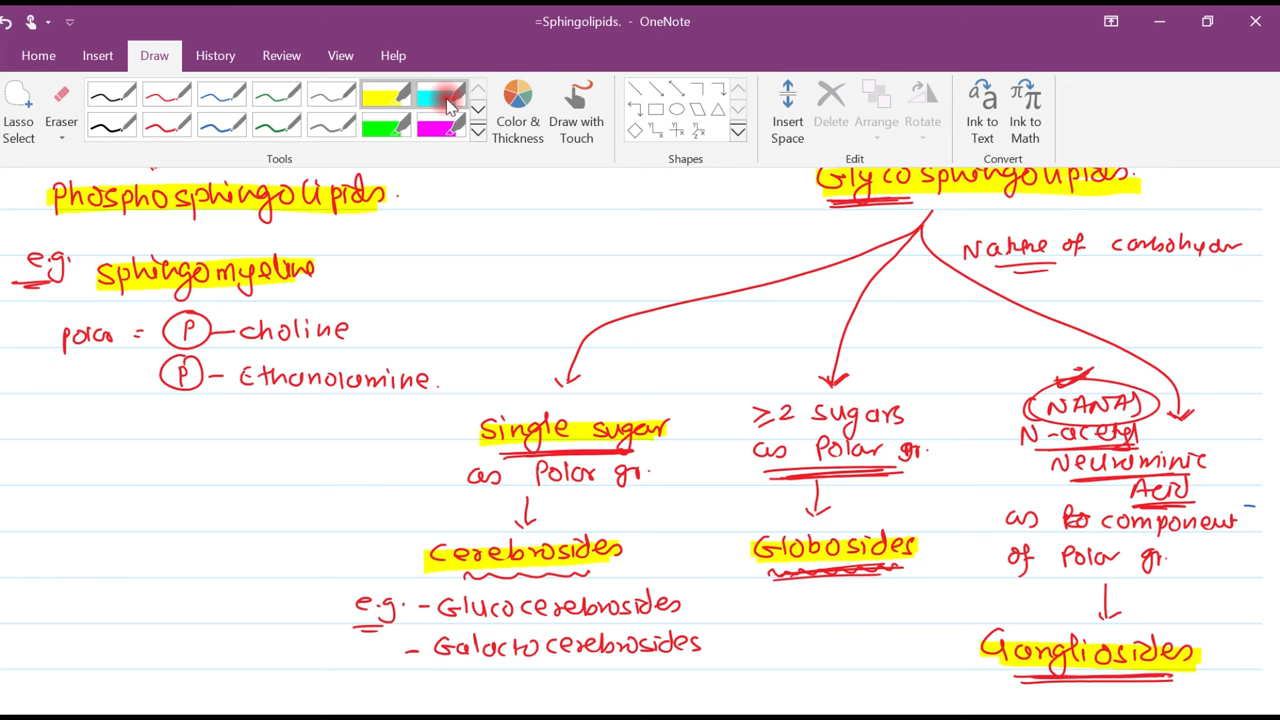 =Sphingolipids. - OneNote
Home Insert Draw History Review View Help
Lasso Select
Eraser
Color & Thickness
Draw with Touch
Insert Space
Delete
Arrange
Rotate
Ink to Text
Ink to Math
Tools
Shapes
Edit
Convert
Phosphosphingolipids.
e.g. Sphingomyeline
Polar = P - choline
P - Ethanolamine.
Glycosphingolipids.
Nature of carbohydr
Single sugar
as Polar gr.
Cerebrosides
e.g. - Glucocerebrosides
- Galactocerebrosides
≥2 sugars
as Polar gr.
Globosides
(NANA)
N-acetyl
Neuraminic
Acid
as component
of Polar gr.
Gangliosides